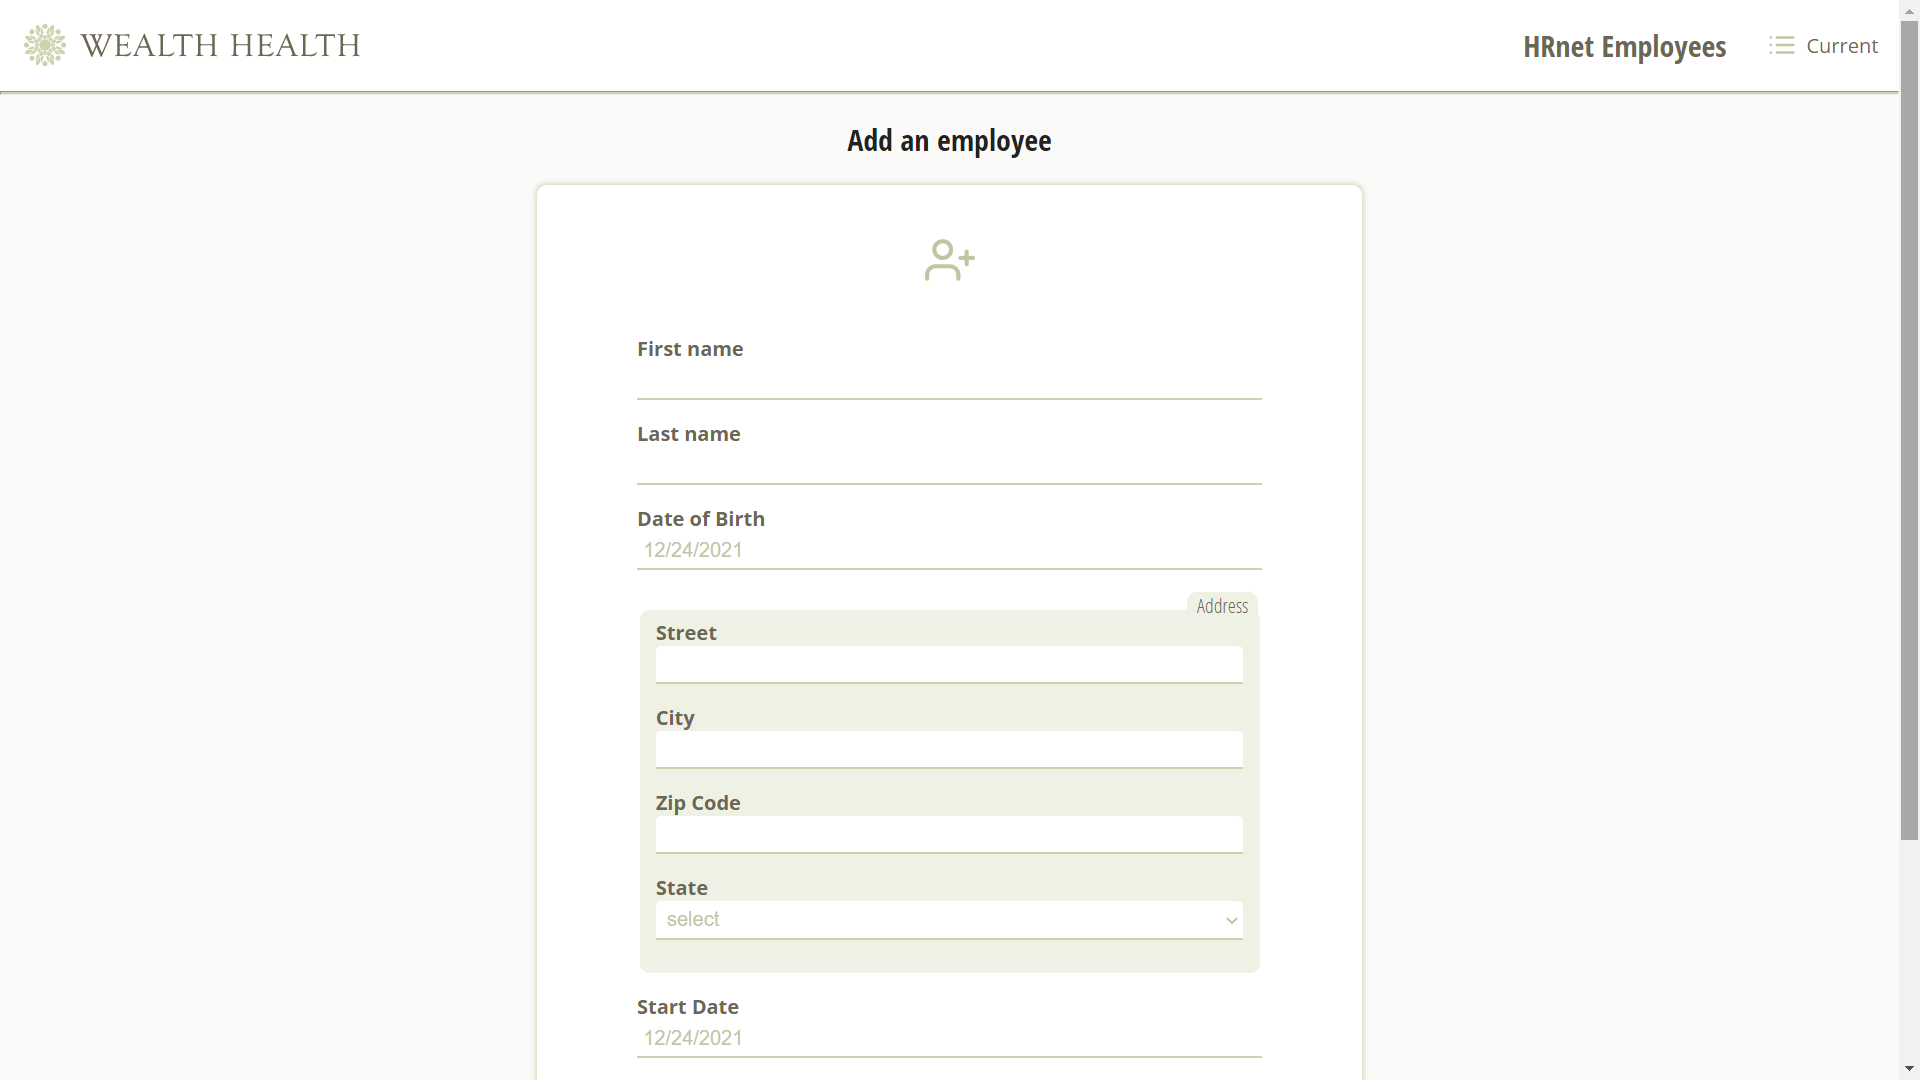 WEALTH HEALTH
HRnet Employees
Current
Add an employee
First name
Last name
Date of Birth
12/24/2021
Address
Street
City
Zip Code
State
select
Start Date
12/24/2021